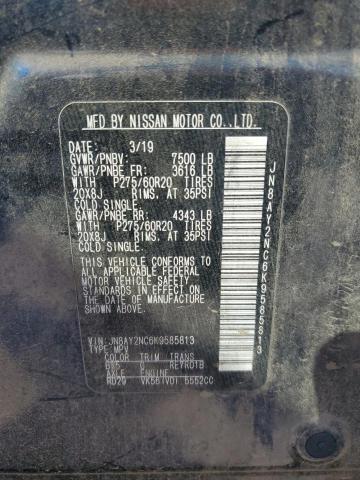 MFD BY NISSAN MOTOR CO.,LTD.
DATE: 3/19
GVWR/PNBV: 7500 LB
GAWR/PNBE FR: 3616 LB
WITH P275/60R20 TIRES
20X8J RIMS, AT 35PSI
COLD SINGLE
GAWR/PNBE RR: 4343 LB
WITH P275/60R20 TIRES
20X8J RIMS, AT 35PSI
COLD SINGLE
THIS VEHICLE CONFORMS TO
ALL APPLICABLE FEDERAL
MOTOR VEHICLE SAFETY
STANDARDS IN EFFECT ON
THE DATE OF MANUFACTURE
SHOWN ABOVE.
VIN: JN8AY2NC6K9585813
TYPE: MPV
COLOR TRIM TRANS
G RE7R01B
AXLE ENGINE
RD29 VK56(VD) 5552CC
JN8AY2NC6K9585813